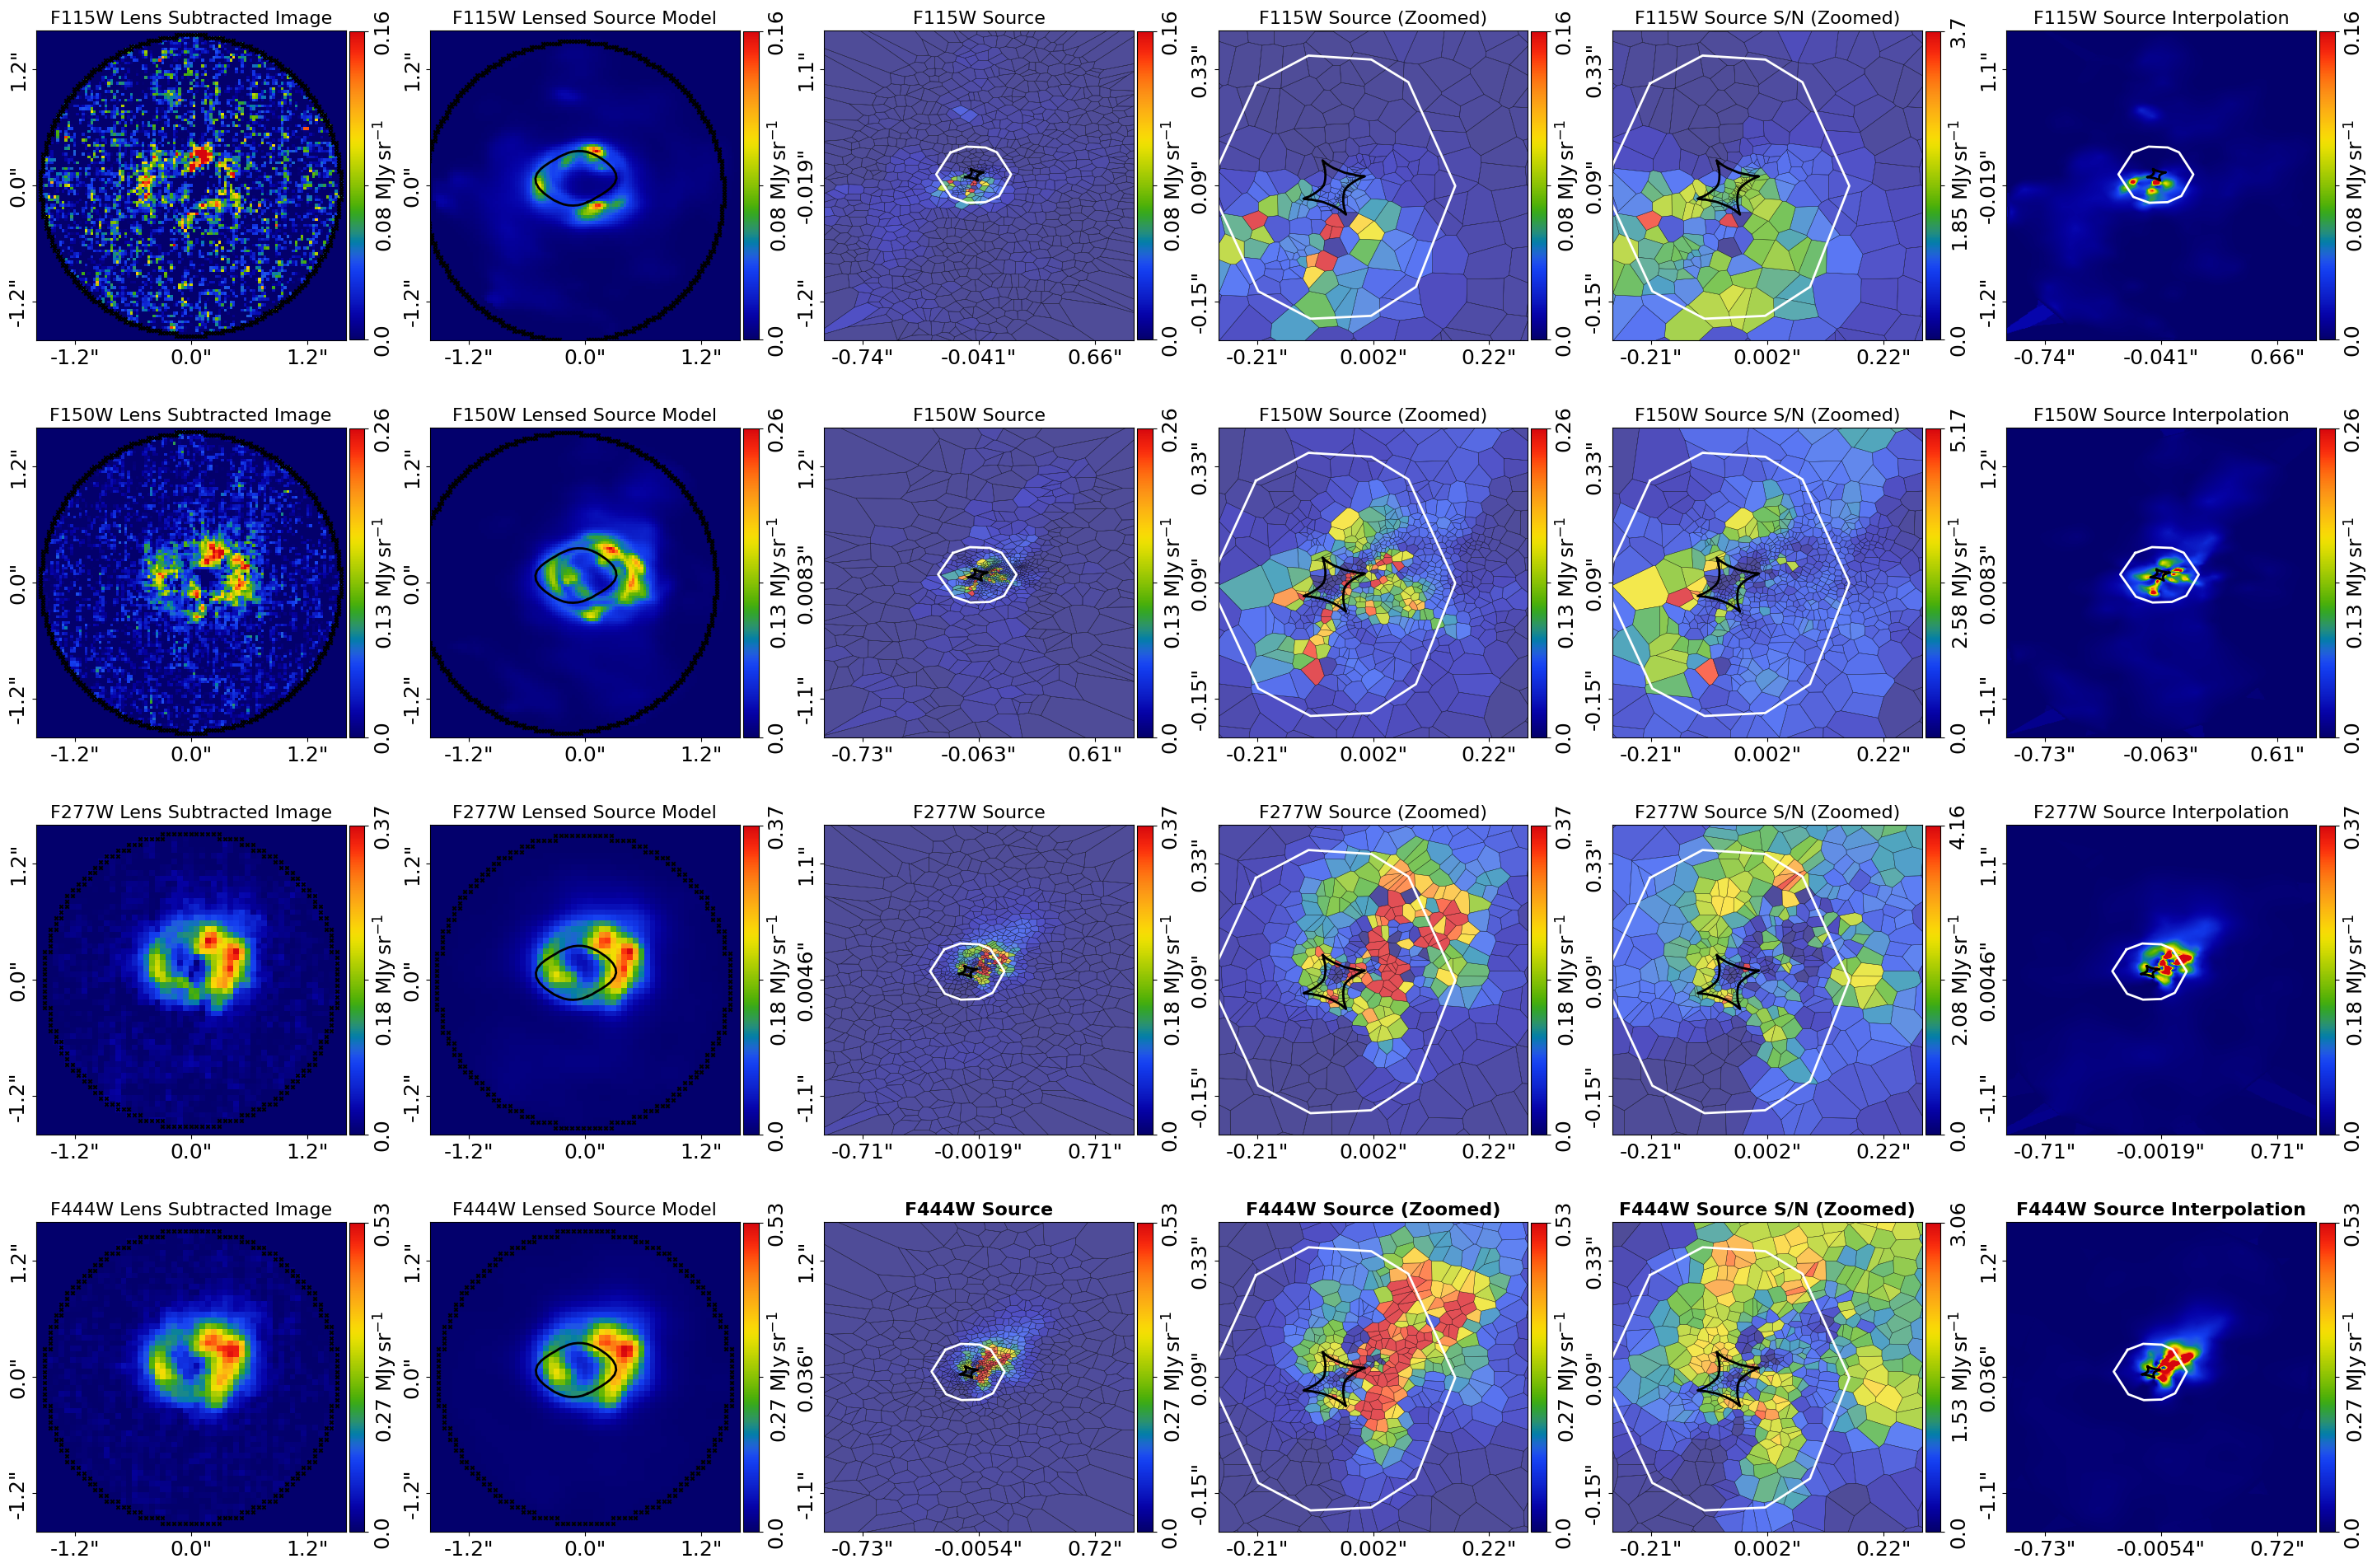 F115W Lens Subtracted Image F115W Lensed Source Model F115W Source F115W Source (Zoomed) F115W Source S/N (Zoomed) F115W Source Interpolation
1.2" 0.0" -1.2" 0.16 0.08 MJy sr⁻¹ 0.0 1.2" 0.0" -1.2" 0.16 0.08 MJy sr⁻¹ 0.0 1.1" -0.019" -1.2" 0.16 0.08 MJy sr⁻¹ 0.0 0.33" 0.09" -0.15" 0.16 0.08 MJy sr⁻¹ 0.0 0.33" 0.09" -0.15" 3.7 1.85 MJy sr⁻¹ 0.0 1.1" -0.019" -1.2" 0.16 0.08 MJy sr⁻¹ 0.0
-1.2" 0.0" 1.2" -1.2" 0.0" 1.2" -0.74" -0.041" 0.66" -0.21" 0.002" 0.22" -0.21" 0.002" 0.22" -0.74" -0.041" 0.66"
F150W Lens Subtracted Image F150W Lensed Source Model F150W Source F150W Source (Zoomed) F150W Source S/N (Zoomed) F150W Source Interpolation
1.2" 0.0" -1.2" 0.26 0.13 MJy sr⁻¹ 0.0 1.2" 0.0" -1.2" 0.26 0.13 MJy sr⁻¹ 0.0 1.2" 0.0083" -1.1" 0.26 0.13 MJy sr⁻¹ 0.0 0.33" 0.09" -0.15" 0.26 0.13 MJy sr⁻¹ 0.0 0.33" 0.09" -0.15" 5.17 2.58 MJy sr⁻¹ 0.0 1.2" 0.0083" -1.1" 0.26 0.13 MJy sr⁻¹ 0.0
-1.2" 0.0" 1.2" -1.2" 0.0" 1.2" -0.73" -0.063" 0.61" -0.21" 0.002" 0.22" -0.21" 0.002" 0.22" -0.73" -0.063" 0.61"
F277W Lens Subtracted Image F277W Lensed Source Model F277W Source F277W Source (Zoomed) F277W Source S/N (Zoomed) F277W Source Interpolation
1.2" 0.0" -1.2" 0.37 0.18 MJy sr⁻¹ 0.0 1.2" 0.0" -1.2" 0.37 0.18 MJy sr⁻¹ 0.0 1.1" 0.0046" -1.1" 0.37 0.18 MJy sr⁻¹ 0.0 0.33" 0.09" -0.15" 0.37 0.18 MJy sr⁻¹ 0.0 0.33" 0.09" -0.15" 4.16 2.08 MJy sr⁻¹ 0.0 1.1" 0.0046" -1.1" 0.37 0.18 MJy sr⁻¹ 0.0
-1.2" 0.0" 1.2" -1.2" 0.0" 1.2" -0.71" -0.0019" 0.71" -0.21" 0.002" 0.22" -0.21" 0.002" 0.22" -0.71" -0.0019" 0.71"
F444W Lens Subtracted Image F444W Lensed Source Model F444W Source F444W Source (Zoomed) F444W Source S/N (Zoomed) F444W Source Interpolation
1.2" 0.0" -1.2" 0.53 0.27 MJy sr⁻¹ 0.0 1.2" 0.0" -1.2" 0.53 0.27 MJy sr⁻¹ 0.0 1.2" 0.036" -1.1" 0.53 0.27 MJy sr⁻¹ 0.0 0.33" 0.09" -0.15" 0.53 0.27 MJy sr⁻¹ 0.0 0.33" 0.09" -0.15" 3.06 1.53 MJy sr⁻¹ 0.0 1.2" 0.036" -1.1" 0.53 0.27 MJy sr⁻¹ 0.0
-1.2" 0.0" 1.2" -1.2" 0.0" 1.2" -0.73" -0.0054" 0.72" -0.21" 0.002" 0.22" -0.21" 0.002" 0.22" -0.73" -0.0054" 0.72"